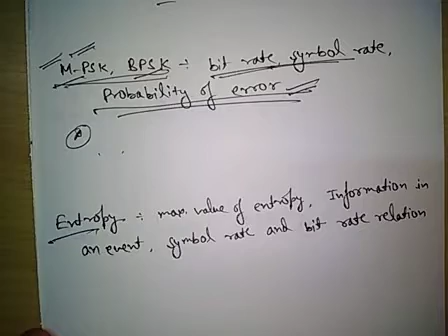 M-PSK, BPSK ÷ bit rate, symbol rate,
Probability of error
A
Entropy ÷ max. value of entropy, Information in
an event, symbol rate and bit rate relation